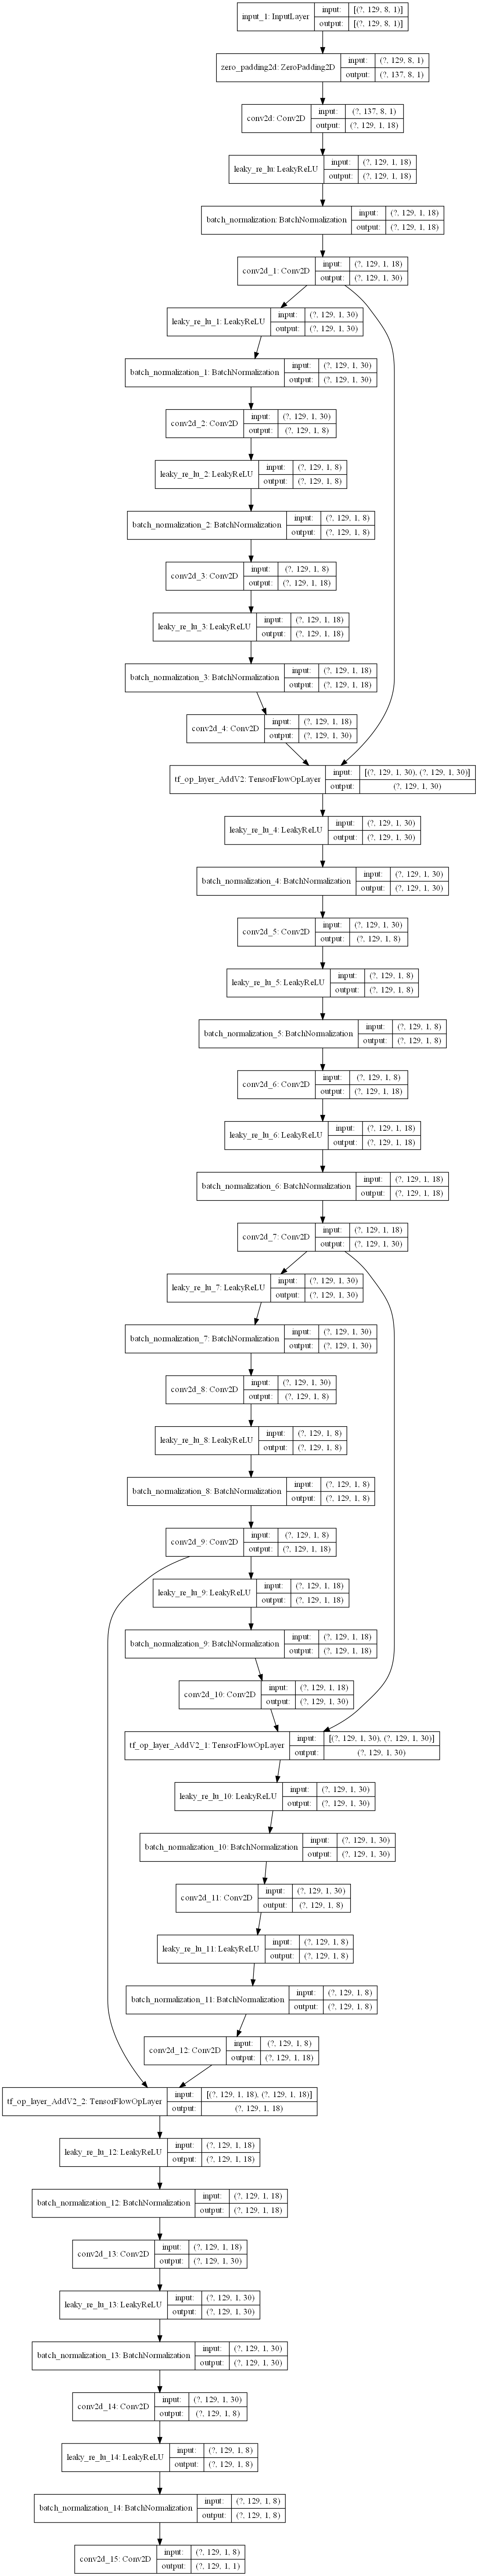 input_1: InputLayer
input: [(?, 129, 8, 1)]
output: [(?, 129, 8, 1)]
zero_padding2d: ZeroPadding2D
input: (?, 129, 8, 1)
output: (?, 137, 8, 1)
conv2d: Conv2D
input: (?, 137, 8, 1)
output: (?, 129, 1, 18)
leaky_re_lu: LeakyReLU
input: (?, 129, 1, 18)
output: (?, 129, 1, 18)
batch_normalization: BatchNormalization
input: (?, 129, 1, 18)
output: (?, 129, 1, 18)
conv2d_1: Conv2D
input: (?, 129, 1, 18)
output: (?, 129, 1, 30)
leaky_re_lu_1: LeakyReLU
input: (?, 129, 1, 30)
output: (?, 129, 1, 30)
batch_normalization_1: BatchNormalization
input: (?, 129, 1, 30)
output: (?, 129, 1, 30)
conv2d_2: Conv2D
input: (?, 129, 1, 30)
output: (?, 129, 1, 8)
leaky_re_lu_2: LeakyReLU
input: (?, 129, 1, 8)
output: (?, 129, 1, 8)
batch_normalization_2: BatchNormalization
input: (?, 129, 1, 8)
output: (?, 129, 1, 8)
conv2d_3: Conv2D
input: (?, 129, 1, 8)
output: (?, 129, 1, 18)
leaky_re_lu_3: LeakyReLU
input: (?, 129, 1, 18)
output: (?, 129, 1, 18)
batch_normalization_3: BatchNormalization
input: (?, 129, 1, 18)
output: (?, 129, 1, 18)
conv2d_4: Conv2D
input: (?, 129, 1, 18)
output: (?, 129, 1, 30)
tf_op_layer_AddV2: TensorFlowOpLayer
input: [(?, 129, 1, 30), (?, 129, 1, 30)]
output: (?, 129, 1, 30)
leaky_re_lu_4: LeakyReLU
input: (?, 129, 1, 30)
output: (?, 129, 1, 30)
batch_normalization_4: BatchNormalization
input: (?, 129, 1, 30)
output: (?, 129, 1, 30)
conv2d_5: Conv2D
input: (?, 129, 1, 30)
output: (?, 129, 1, 8)
leaky_re_lu_5: LeakyReLU
input: (?, 129, 1, 8)
output: (?, 129, 1, 8)
batch_normalization_5: BatchNormalization
input: (?, 129, 1, 8)
output: (?, 129, 1, 8)
conv2d_6: Conv2D
input: (?, 129, 1, 8)
output: (?, 129, 1, 18)
leaky_re_lu_6: LeakyReLU
input: (?, 129, 1, 18)
output: (?, 129, 1, 18)
batch_normalization_6: BatchNormalization
input: (?, 129, 1, 18)
output: (?, 129, 1, 18)
conv2d_7: Conv2D
input: (?, 129, 1, 18)
output: (?, 129, 1, 30)
leaky_re_lu_7: LeakyReLU
input: (?, 129, 1, 30)
output: (?, 129, 1, 30)
batch_normalization_7: BatchNormalization
input: (?, 129, 1, 30)
output: (?, 129, 1, 30)
conv2d_8: Conv2D
input: (?, 129, 1, 30)
output: (?, 129, 1, 8)
leaky_re_lu_8: LeakyReLU
input: (?, 129, 1, 8)
output: (?, 129, 1, 8)
batch_normalization_8: BatchNormalization
input: (?, 129, 1, 8)
output: (?, 129, 1, 8)
conv2d_9: Conv2D
input: (?, 129, 1, 8)
output: (?, 129, 1, 18)
leaky_re_lu_9: LeakyReLU
input: (?, 129, 1, 18)
output: (?, 129, 1, 18)
batch_normalization_9: BatchNormalization
input: (?, 129, 1, 18)
output: (?, 129, 1, 18)
conv2d_10: Conv2D
input: (?, 129, 1, 18)
output: (?, 129, 1, 30)
tf_op_layer_AddV2_1: TensorFlowOpLayer
input: [(?, 129, 1, 30), (?, 129, 1, 30)]
output: (?, 129, 1, 30)
leaky_re_lu_10: LeakyReLU
input: (?, 129, 1, 30)
output: (?, 129, 1, 30)
batch_normalization_10: BatchNormalization
input: (?, 129, 1, 30)
output: (?, 129, 1, 30)
conv2d_11: Conv2D
input: (?, 129, 1, 30)
output: (?, 129, 1, 8)
leaky_re_lu_11: LeakyReLU
input: (?, 129, 1, 8)
output: (?, 129, 1, 8)
batch_normalization_11: BatchNormalization
input: (?, 129, 1, 8)
output: (?, 129, 1, 8)
conv2d_12: Conv2D
input: (?, 129, 1, 8)
output: (?, 129, 1, 18)
tf_op_layer_AddV2_2: TensorFlowOpLayer
input: [(?, 129, 1, 18), (?, 129, 1, 18)]
output: (?, 129, 1, 18)
leaky_re_lu_12: LeakyReLU
input: (?, 129, 1, 18)
output: (?, 129, 1, 18)
batch_normalization_12: BatchNormalization
input: (?, 129, 1, 18)
output: (?, 129, 1, 18)
conv2d_13: Conv2D
input: (?, 129, 1, 18)
output: (?, 129, 1, 30)
leaky_re_lu_13: LeakyReLU
input: (?, 129, 1, 30)
output: (?, 129, 1, 30)
batch_normalization_13: BatchNormalization
input: (?, 129, 1, 30)
output: (?, 129, 1, 30)
conv2d_14: Conv2D
input: (?, 129, 1, 30)
output: (?, 129, 1, 8)
leaky_re_lu_14: LeakyReLU
input: (?, 129, 1, 8)
output: (?, 129, 1, 8)
batch_normalization_14: BatchNormalization
input: (?, 129, 1, 8)
output: (?, 129, 1, 8)
conv2d_15: Conv2D
input: (?, 129, 1, 8)
output: (?, 129, 1, 1)